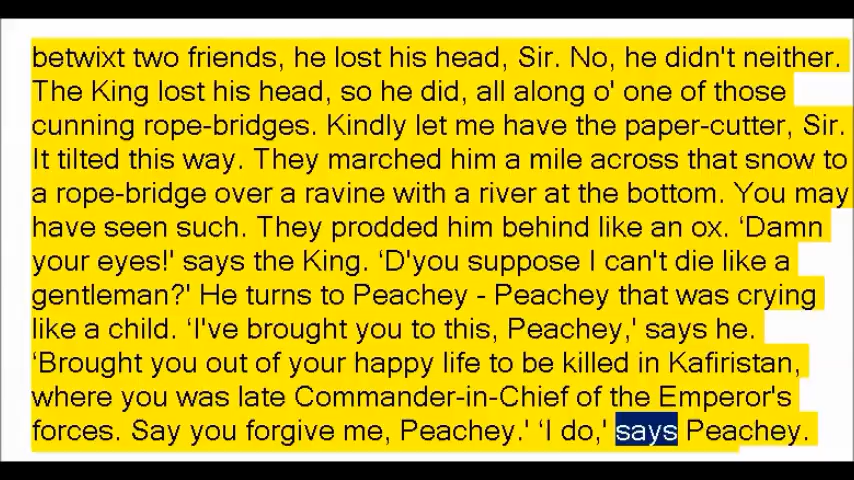 betwixt two friends, he lost his head, Sir. No, he didn't neither.
The King lost his head, so he did, all along o' one of those
cunning rope-bridges. Kindly let me have the paper-cutter, Sir.
It tilted this way. They marched him a mile across that snow to
a rope-bridge over a ravine with a river at the bottom. You may
have seen such. They prodded him behind like an ox. ‘Damn
your eyes!' says the King. ‘D'you suppose I can't die like a
gentleman?' He turns to Peachey - Peachey that was crying
like a child. ‘I've brought you to this, Peachey,' says he.
‘Brought you out of your happy life to be killed in Kafiristan,
where you was late Commander-in-Chief of the Emperor's
forces. Say you forgive me, Peachey.' ‘I do,' says Peachey.